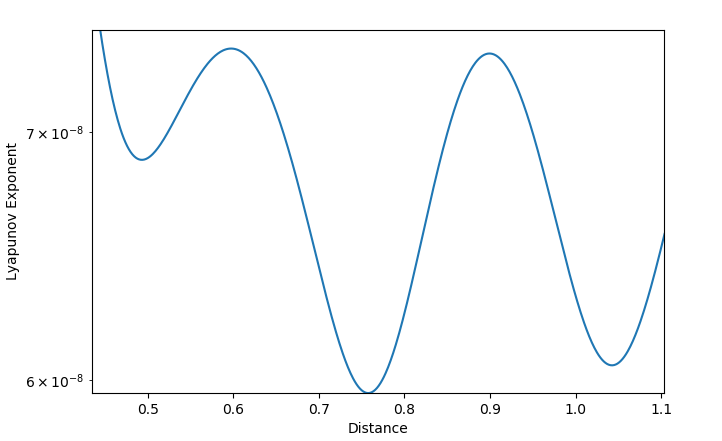 Lyapunov Exponent
7 × 10⁻⁸
6 × 10⁻⁸
0.5 0.6 0.7 0.8 0.9 1.0 1.1
Distance